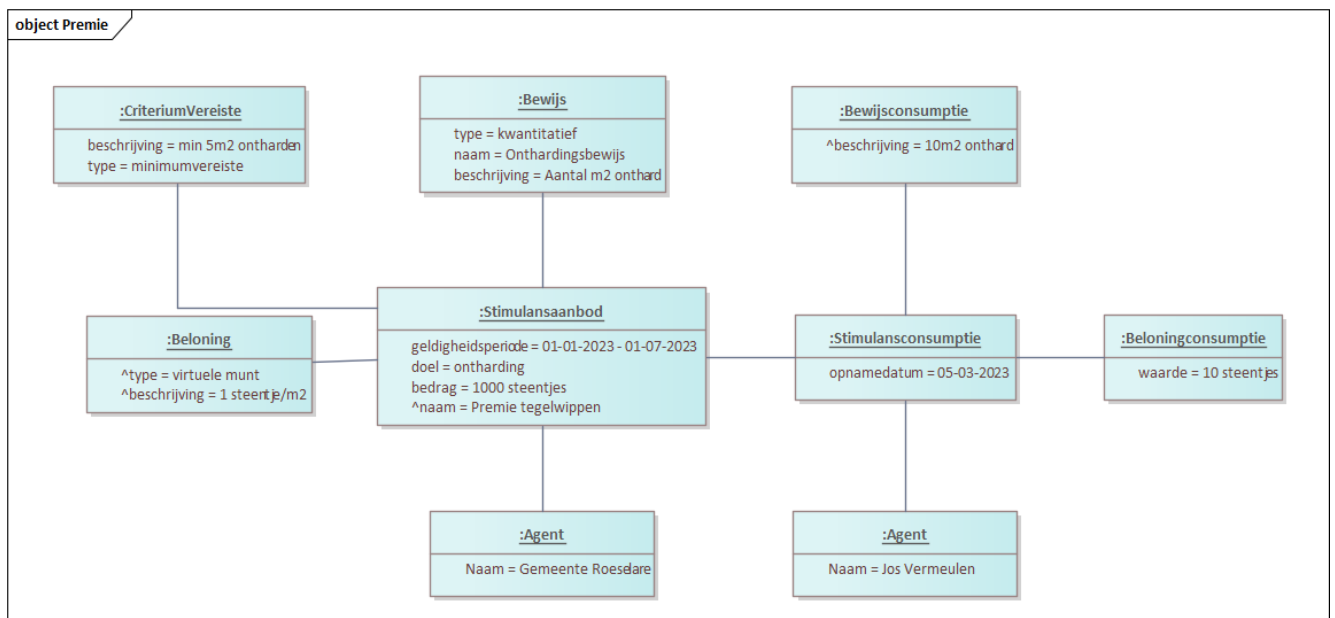 object Premie
:CriteriumVereiste
beschrijving = min 5m2 ontharden
type = minimumvereiste
:Bewijs
type = kwantitatief
naam = Onthardingsbewijs
beschrijving = Aantal m2 onthard
:Bewijsconsumptie
^beschrijving = 10m2 onthard
:Beloning
^type = virtuele munt
^beschrijving = 1 steentje/m2
:Stimulansaanbod
geldigheidsperiode = 01-01-2023 - 01-07-2023
doel = ontharding
bedrag = 1000 steentjes
^naam = Premie tegelwippen
:Stimulansconsumptie
opnamedatum = 05-03-2023
:Beloningconsumptie
waarde = 10 steentjes
:Agent
Naam = Gemeente Roeselare
:Agent
Naam = Jos Vermeulen